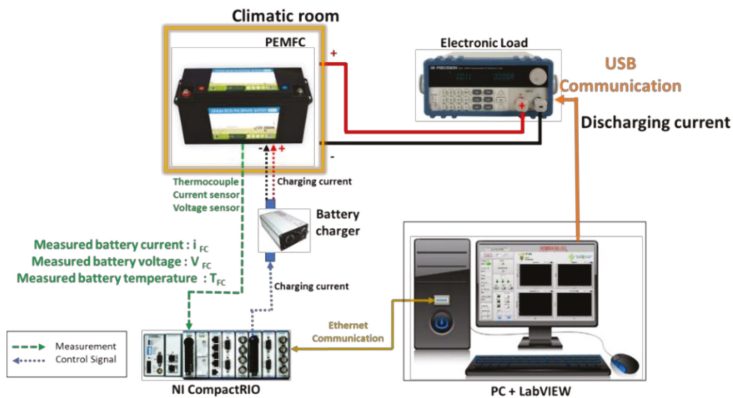 Climatic room
PEMFC
+
Electronic Load
USB
Communication
+
-
Discharging current
-
- +
Thermocouple
Current sensor
Voltage sensor
Charging current
Battery
charger
Measured battery current : i FC
Measured battery voltage : V FC
Measured battery temperature : T FC
Charging current
Ethernet
Communication
Measurement
Control Signal
NI CompactRIO
PC + LabVIEW